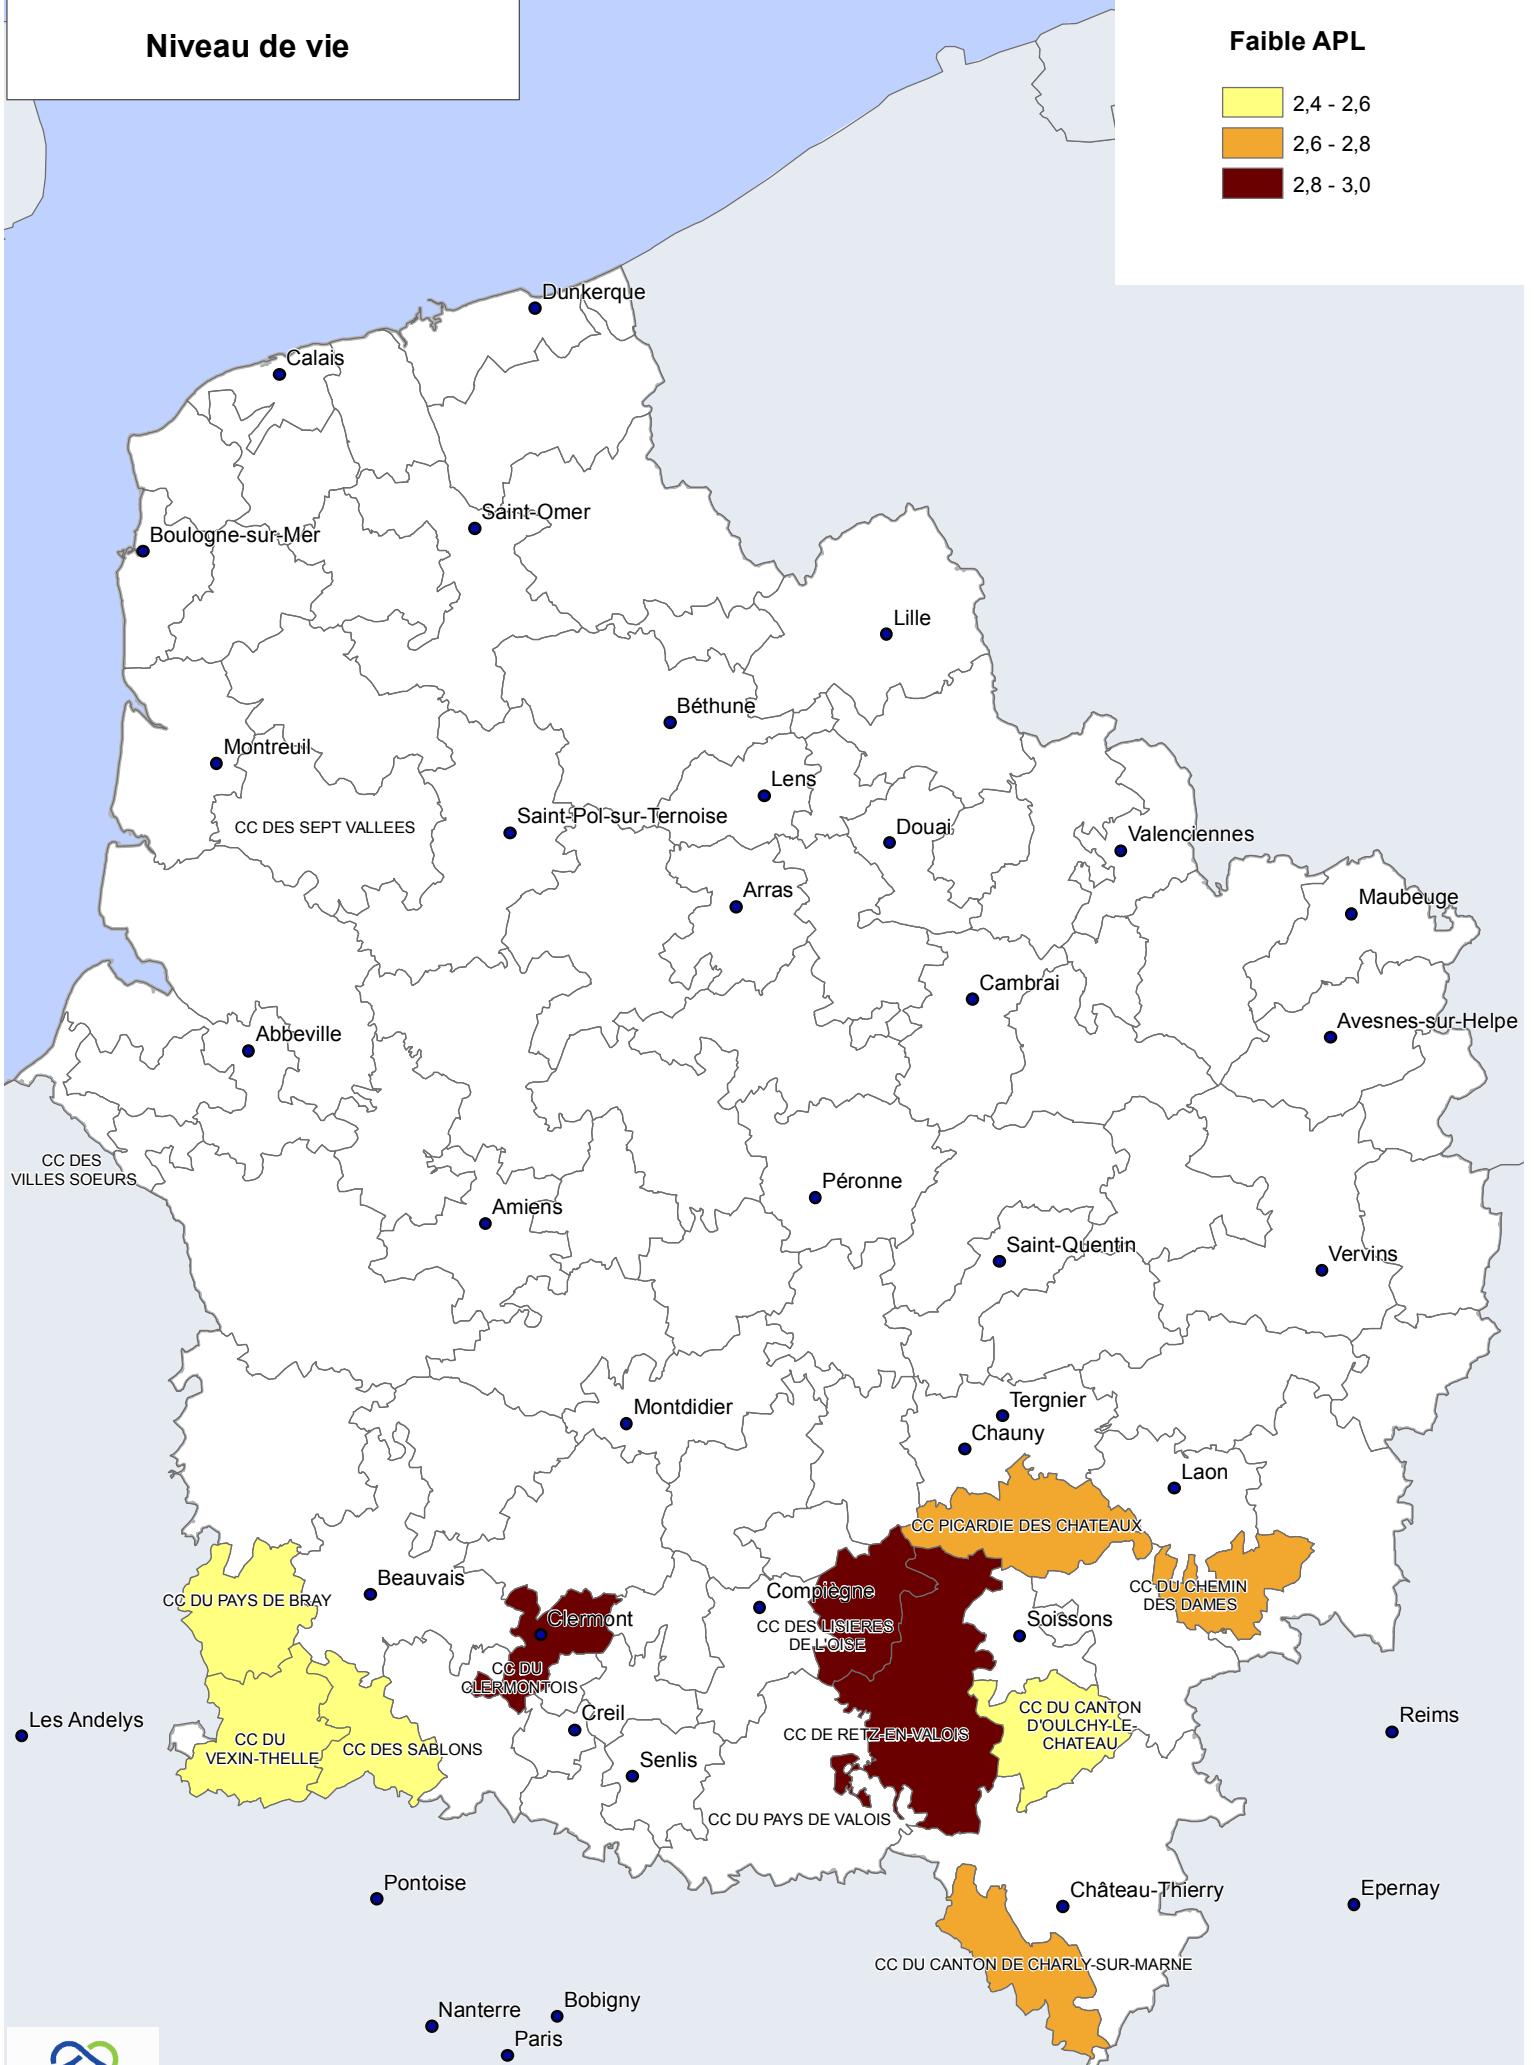 Niveau de vie
Faible APL
2,4 - 2,6
2,6 - 2,8
2,8 - 3,0
Dunkerque
Calais
Saint-Omer
Boulogne-sur-Mer
Lille
Béthune
Montreuil
Lens
Saint-Pol-sur-Ternoise
CC DES SEPT VALLEES
Douai
Valenciennes
Arras
Maubeuge
Cambrai
Avesnes-sur-Helpe
Abbeville
CC DES
VILLES SOEURS
Péronne
Amiens
Saint-Quentin
Vervins
Montdidier
Tergnier
Chauny
Laon
CC PICARDIE DES CHATEAUX
Beauvais
CC DU PAYS DE BRAY
Compiègne
CC DU CHEMIN
DES DAMES
Clermont
CC DES LISIERES
DE L'OISE
Soissons
CC DU
CLERMONTOIS
Les Andelys
Creil
CC DU CANTON
D'OULCHY-LE-
CHATEAU
Reims
CC DU
VEXIN-THELLE
CC DES SABLONS
CC DE RETZ-EN-VALOIS
Senlis
CC DU PAYS DE VALOIS
Pontoise
Château-Thierry
Epernay
CC DU CANTON DE CHARLY-SUR-MARNE
Nanterre
Bobigny
Paris